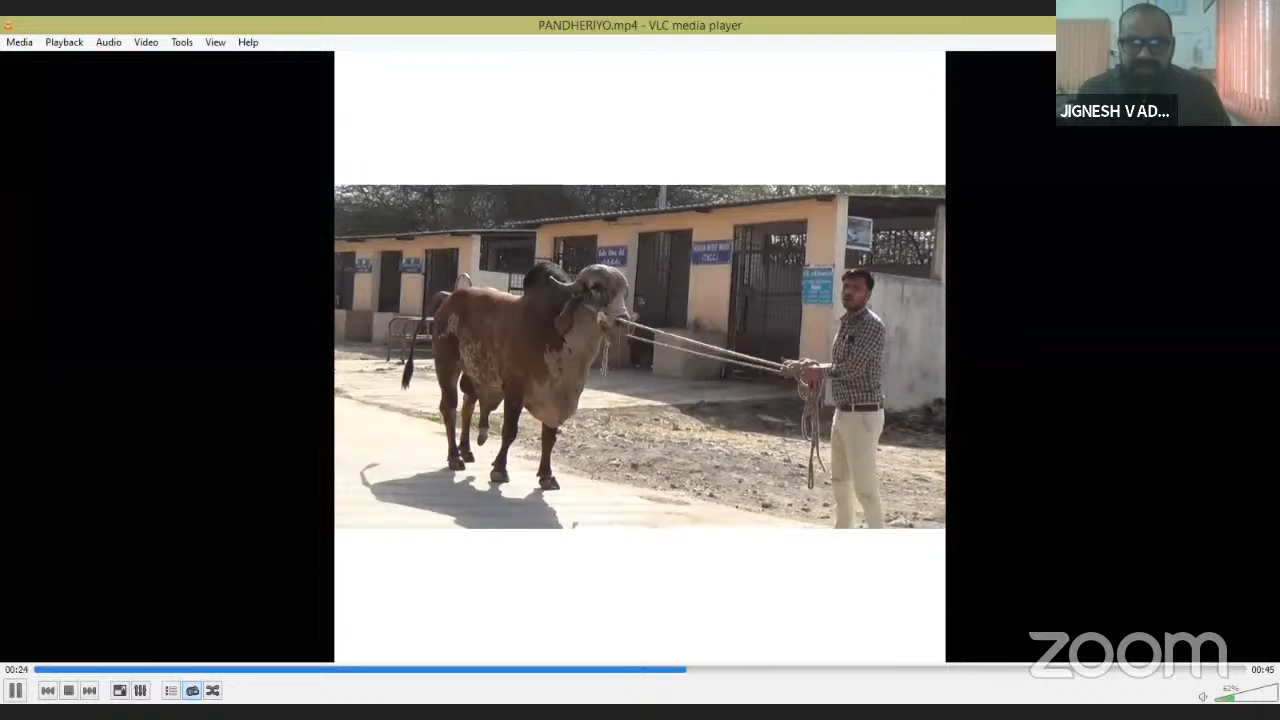 PANDHERIYO.mp4 - VLC media player
Media Playback Audio Video Tools View Help
JIGNESH V AD...
zoom
00:24
00:45
62%